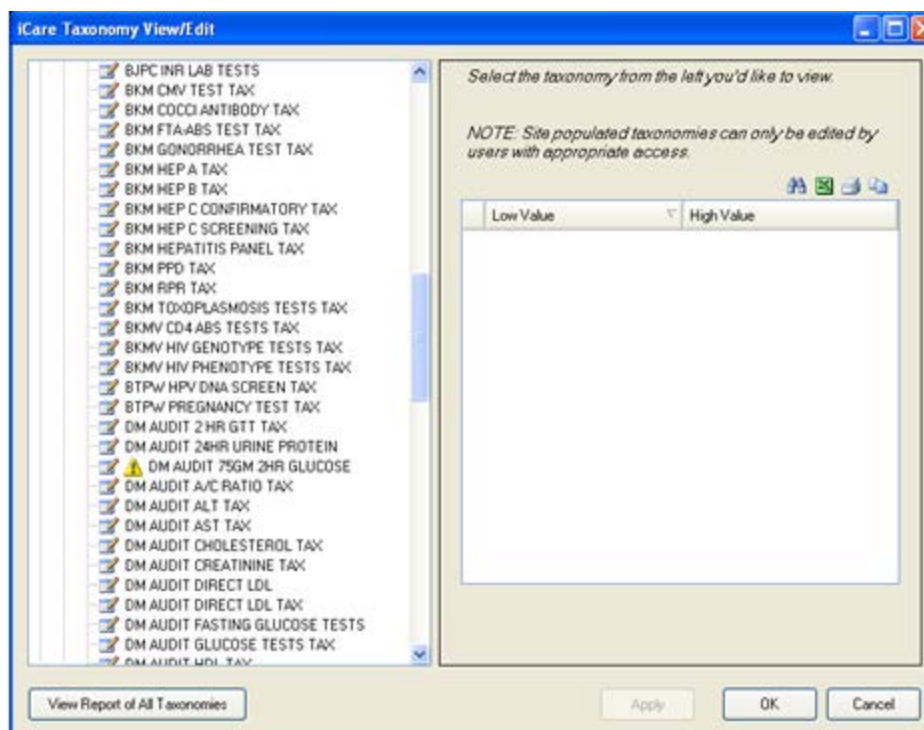 iCare Taxonomy View/Edit
BJPC INR LAB TESTS
BKM CMV TEST TAX
BKM COCCI ANTIBODY TAX
BKM FTA-ABS TEST TAX
BKM GONORRHEA TEST TAX
BKM HEP A TAX
BKM HEP B TAX
BKM HEP C CONFIRMATORY TAX
BKM HEP C SCREENING TAX
BKM HEPATITIS PANEL TAX
BKM PPD TAX
BKM RPR TAX
BKM TOXOPLASMOSIS TESTS TAX
BKMV CD4 ABS TESTS TAX
BKMV HIV GENOTYPE TESTS TAX
BKMV HIV PHENOTYPE TESTS TAX
BTPW HPV DNA SCREEN TAX
BTPW PREGNANCY TEST TAX
DM AUDIT 2 HR GTT TAX
DM AUDIT 24HR URINE PROTEIN
DM AUDIT 75GM 2HR GLUCOSE
DM AUDIT A/C RATIO TAX
DM AUDIT ALT TAX
DM AUDIT AST TAX
DM AUDIT CHOLESTEROL TAX
DM AUDIT CREATININE TAX
DM AUDIT DIRECT LDL
DM AUDIT DIRECT LDL TAX
DM AUDIT FASTING GLUCOSE TESTS
DM AUDIT GLUCOSE TESTS TAX
DM AUDIT HDL TAX
Select the taxonomy from the left you'd like to view.
NOTE: Site populated taxonomies can only be edited by
users with appropriate access.
Low Value High Value
View Report of All Taxonomies Apply OK Cancel